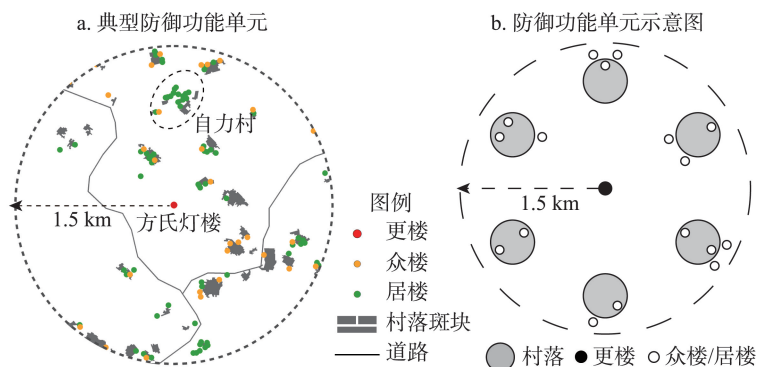 a. 典型防御功能单元
自力村
1.5 km
方氏灯楼
图例
更楼
众楼
居楼
村落斑块
道路
b. 防御功能单元示意图
1.5 km
村落 更楼 众楼/居楼